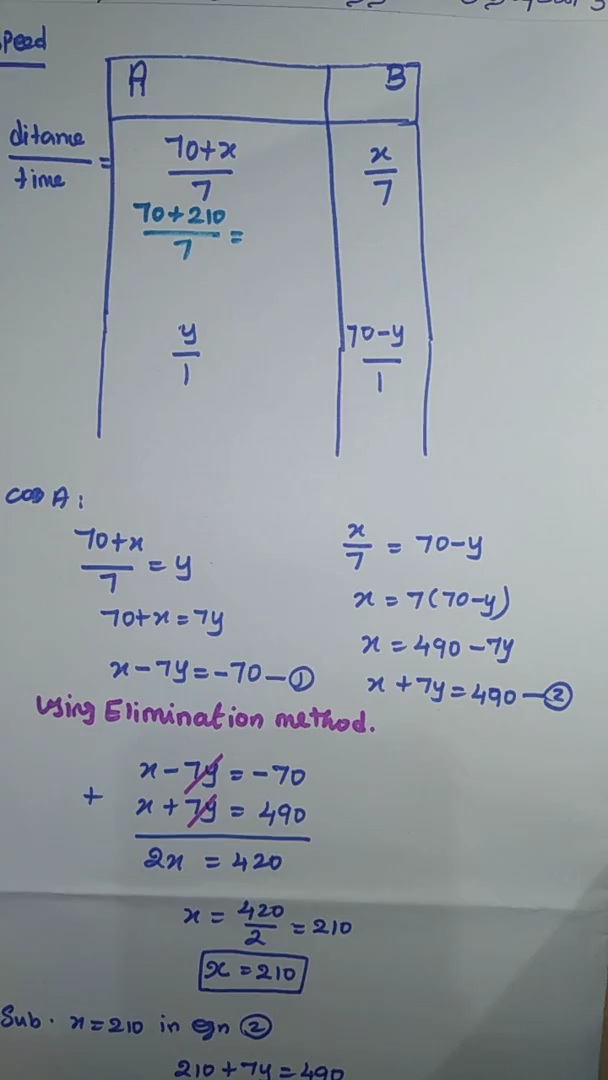 speed
A B
ditame/time = 70+x/7 x/7
70+210/7 =
y/1 70-y/1
A:
70+x/7 = y
70+x = 7y
x-7y=-70-①
x/7 = 70-y
x = 7(70-y)
x = 490-7y
x+7y=490-②
Using Elimination method.
x-7y = -70
+ x+7y = 490
2x = 420
x = 420/2 = 210
x = 210
Sub. x=210 in eqn ②
210+7y=490